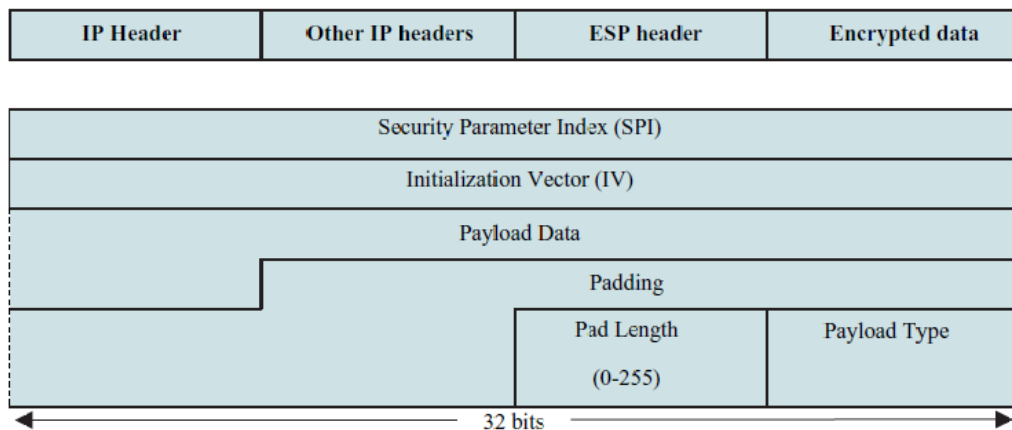 IP Header
Other IP headers
ESP header
Encrypted data
Security Parameter Index (SPI)
Initialization Vector (IV)
Payload Data
Padding
Pad Length
(0-255)
Payload Type
32 bits